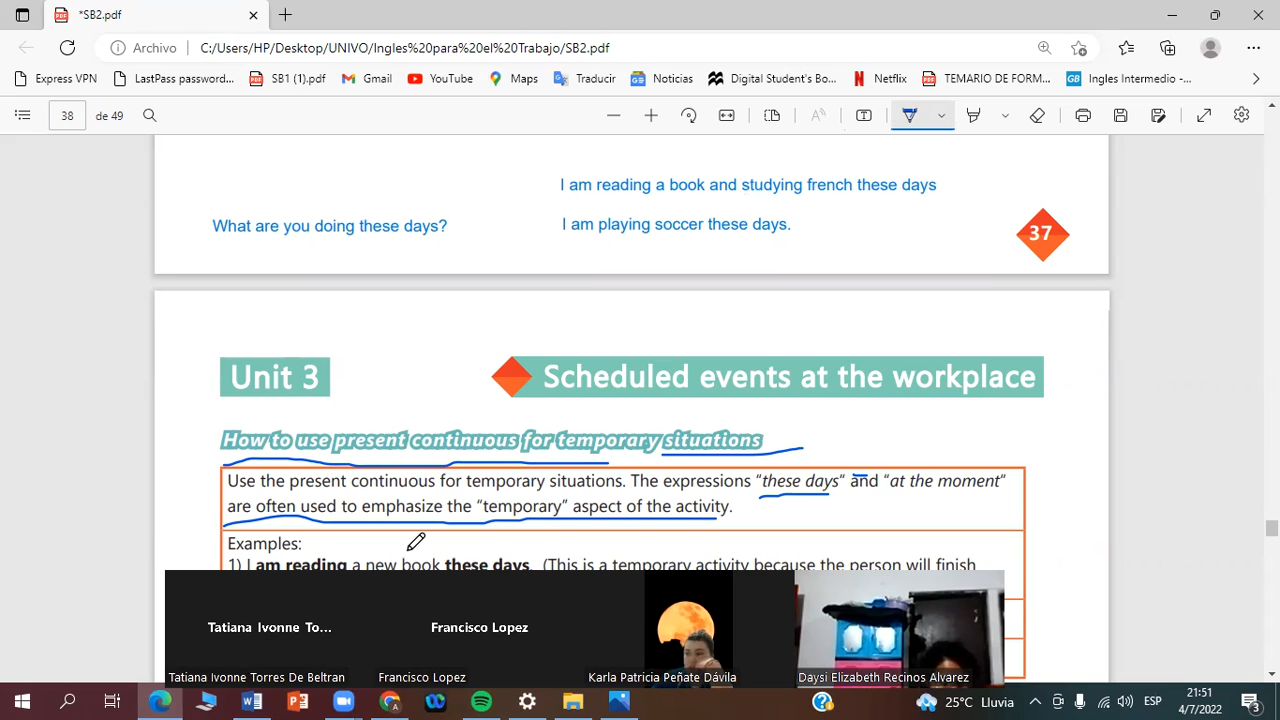 *SB2.pdf
Archivo
C:/Users/HP/Desktop/UNIVO/Ingles%20para%20el%20Trabajo/SB2.pdf
Express VPN
LastPass password...
SB1 (1).pdf
Gmail
YouTube
Maps
Traducir
Noticias
Digital Student's Bo...
Netflix
TEMARIO DE FORM...
Ingles Intermedio -...
38
de 49
I am reading a book and studying french these days
What are you doing these days?
I am playing soccer these days.
37
Unit 3
Scheduled events at the workplace
How to use present continuous for temporary situations
Use the present continuous for temporary situations. The expressions "these days" and "at the moment"
are often used to emphasize the "temporary" aspect of the activity.
Examples:
1) I am reading a new book these days. (This is a temporary activity because the person will finish
Tatiana Ivonne To...
Francisco Lopez
Tatiana Ivonne Torres De Beltran
Francisco Lopez
Karla Patricia Peñate Dávila
Daysi Elizabeth Recinos Alvarez
25°C Lluvia
ESP
21:51
4/7/2022
3